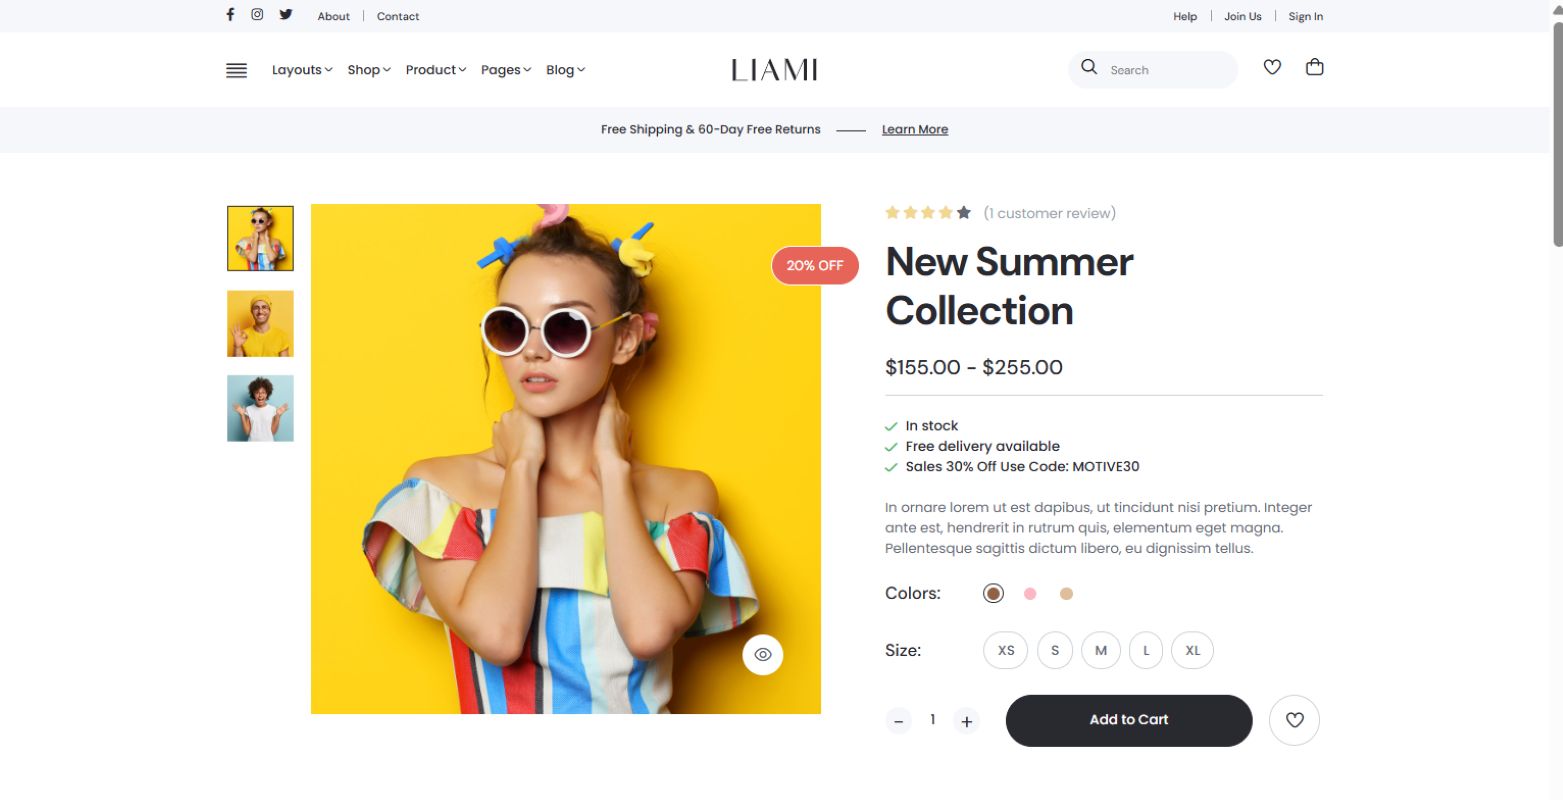 About
Contact
Help
Join Us
Sign In
Layouts
Shop
Product
Pages
Blog
LIAMI
Search
Free Shipping & 60-Day Free Returns
Learn More
(1 customer review)
20% OFF
New Summer
Collection
$155.00 - $255.00
In stock
Free delivery available
Sales 30% Off Use Code: MOTIVE30
In ornare lorem ut est dapibus, ut tincidunt nisi pretium. Integer
ante est, hendrerit in rutrum quis, elementum eget magna.
Pellentesque sagittis dictum libero, eu dignissim tellus.
Colors:
Size:
XS
S
M
L
XL
- 1 +
Add to Cart